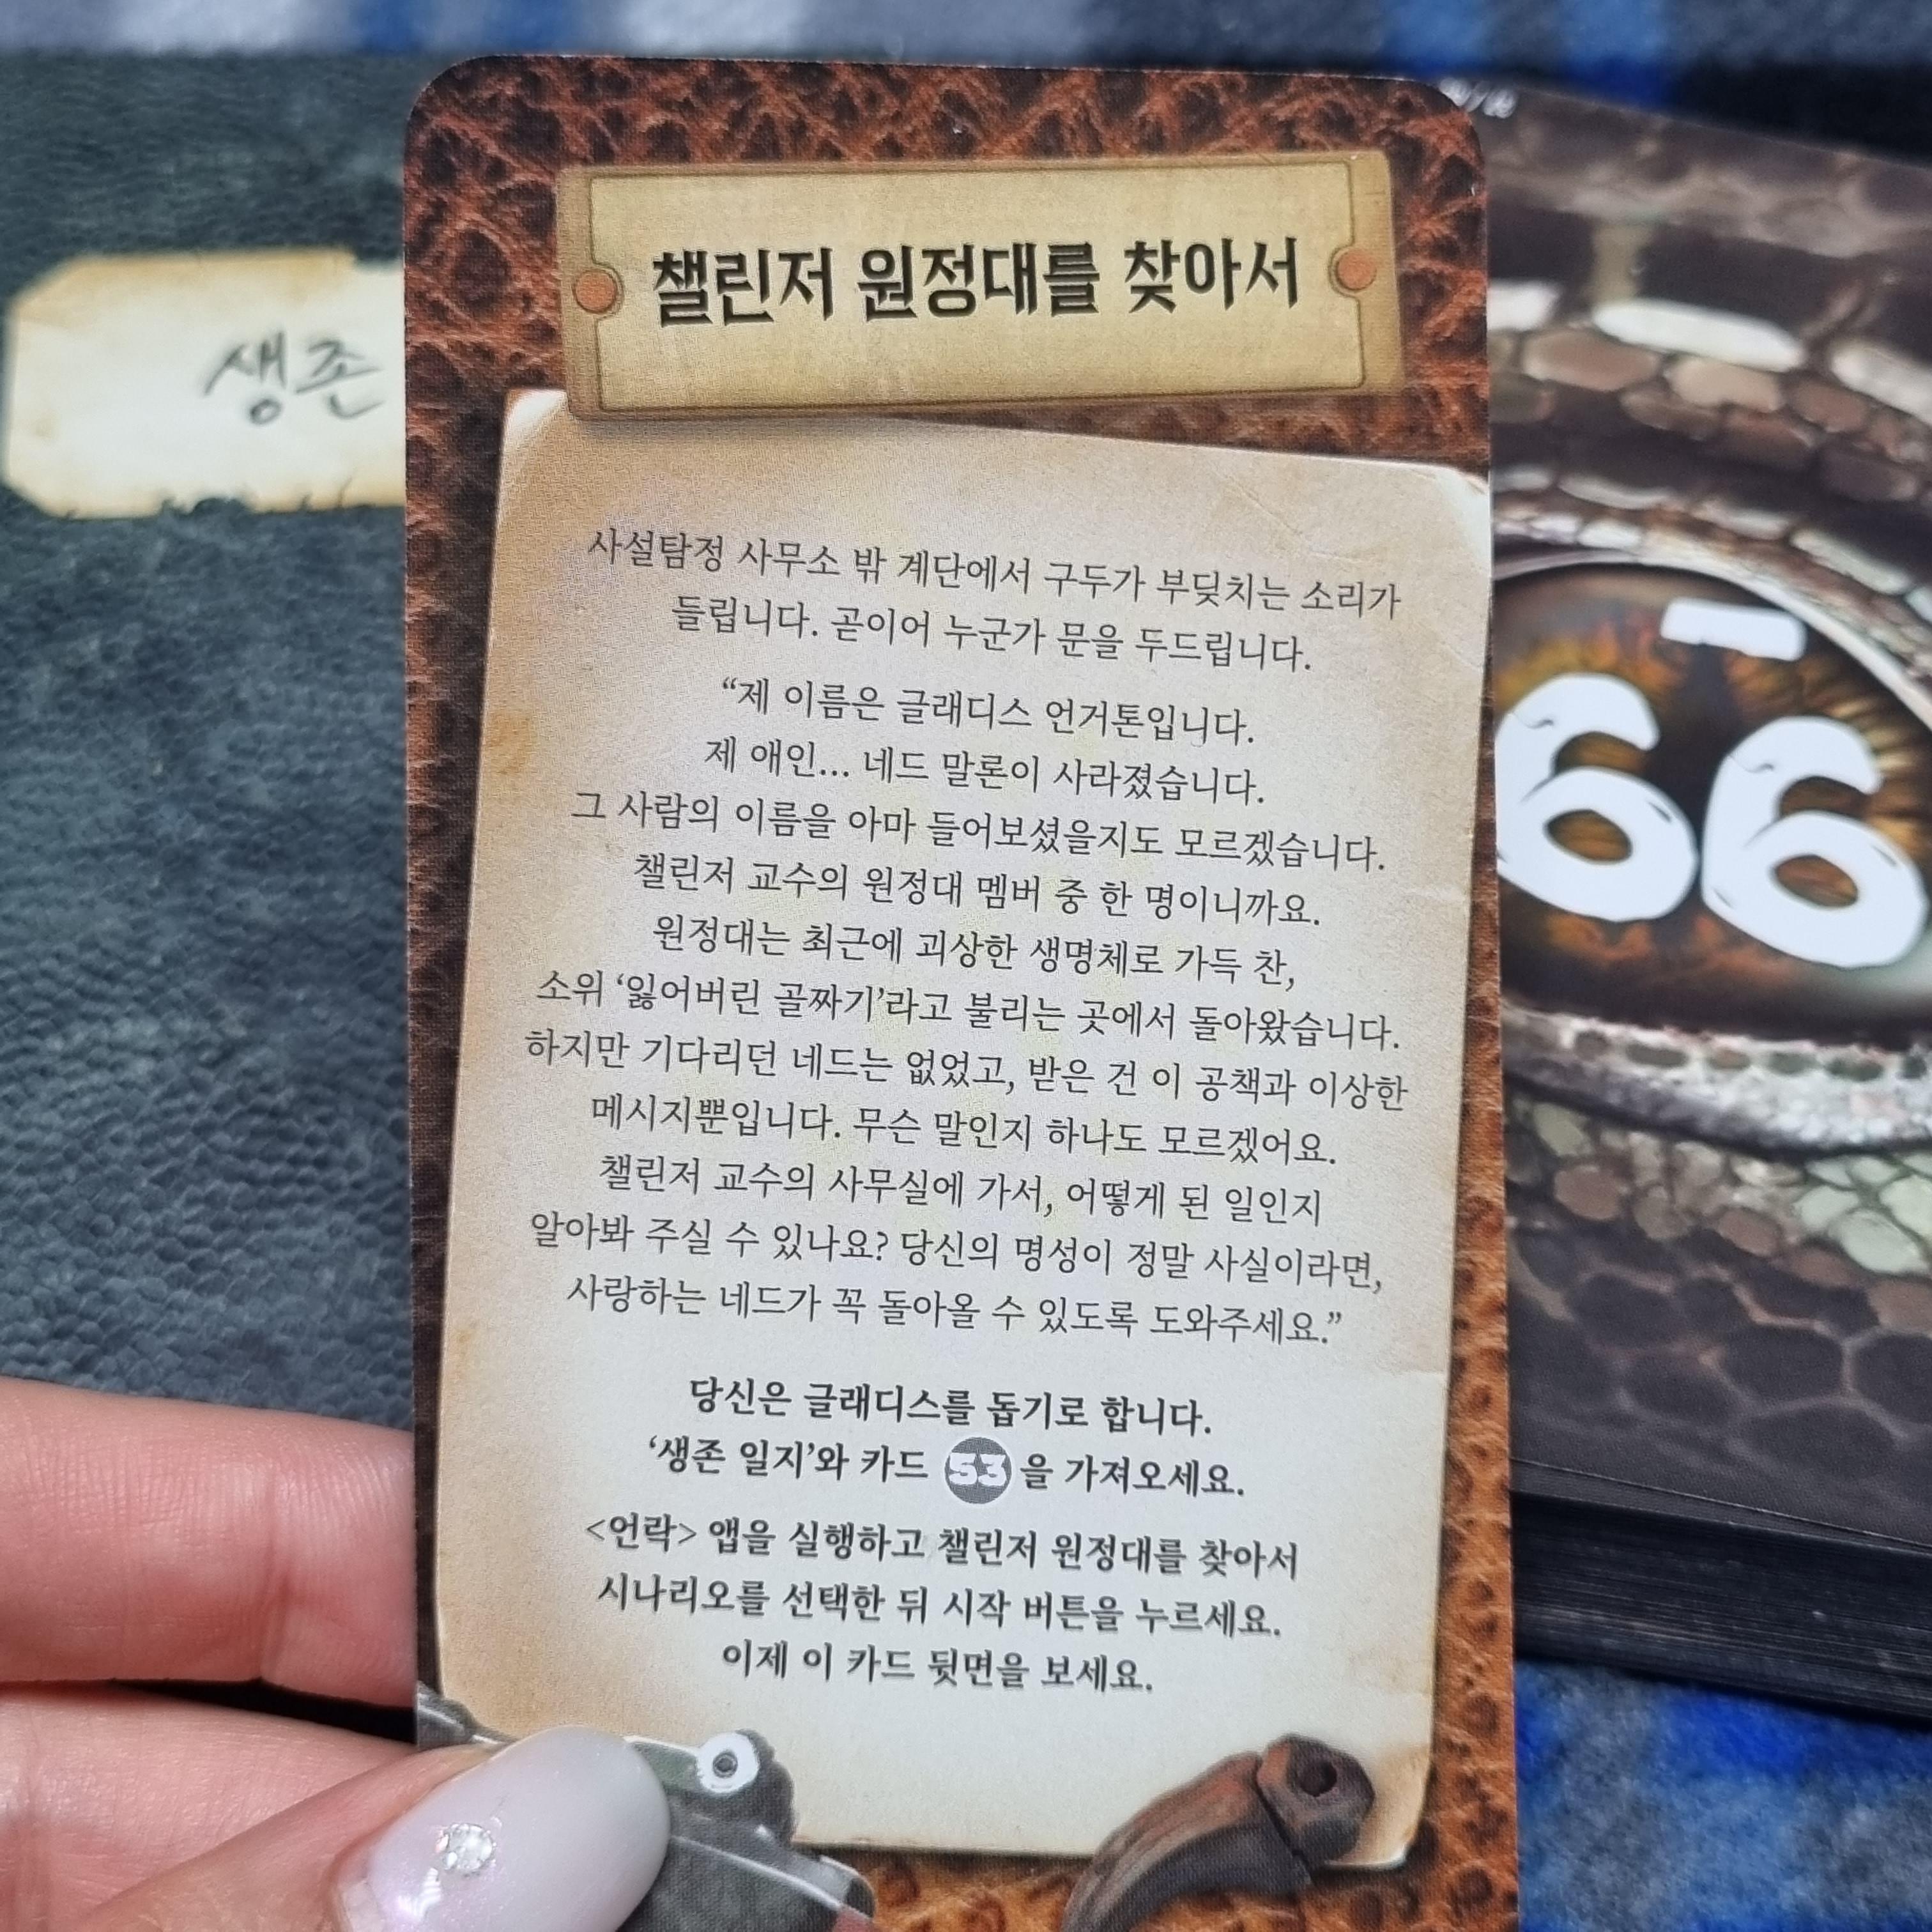 챌린저 원정대를 찾아서
생존
사설탐정 사무소 밖 계단에서 구두가 부딪치는 소리가
들립니다. 곧이어 누군가 문을 두드립니다.
“제 이름은 글래디스 언거톤입니다.
제 애인... 네드 말론이 사라졌습니다.
그 사람의 이름을 아마 들어보셨을지도 모르겠습니다.
챌린저 교수의 원정대 멤버 중 한 명이니까요.
원정대는 최근에 괴상한 생명체로 가득 찬,
소위 ‘잃어버린 골짜기’라고 불리는 곳에서 돌아왔습니다.
하지만 기다리던 네드는 없었고, 받은 건 이 공책과 이상한
메시지뿐입니다. 무슨 말인지 하나도 모르겠어요.
챌린저 교수의 사무실에 가서, 어떻게 된 일인지
알아봐 주실 수 있나요? 당신의 명성이 정말 사실이라면,
사랑하는 네드가 꼭 돌아올 수 있도록 도와주세요.”
당신은 글래디스를 돕기로 합니다.
‘생존 일지’와 카드 53 을 가져오세요.
<언락> 앱을 실행하고 챌린저 원정대를 찾아서
시나리오를 선택한 뒤 시작 버튼을 누르세요.
이제 이 카드 뒷면을 보세요.
66